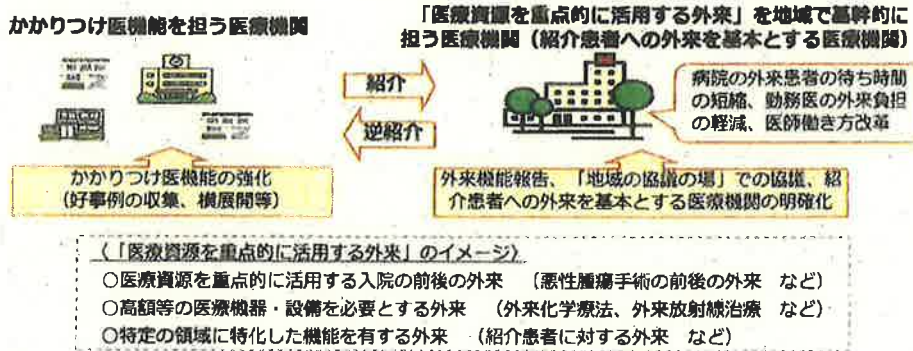 かかりつけ医機能を担う医療機関
「医療資源を重点的に活用する外来」を地域で基幹的に
担う医療機関（紹介患者への外来を基本とする医療機関）
紹介
逆紹介
病院の外来患者の待ち時間
の短縮、勤務医の外来負担
の軽減、医師働き方改革
かかりつけ医機能の強化
（好事例の収集、横展開等）
外来機能報告、「地域の協議の場」での協議、紹
介患者への外来を基本とする医療機関の明確化
〈「医療資源を重点的に活用する外来」のイメージ〉
○医療資源を重点的に活用する入院の前後の外来　（悪性腫瘍手術の前後の外来　など）
○高額等の医療機器・設備を必要とする外来　（外来化学療法、外来放射線治療　など）
○特定の領域に特化した機能を有する外来　（紹介患者に対する外来　など）